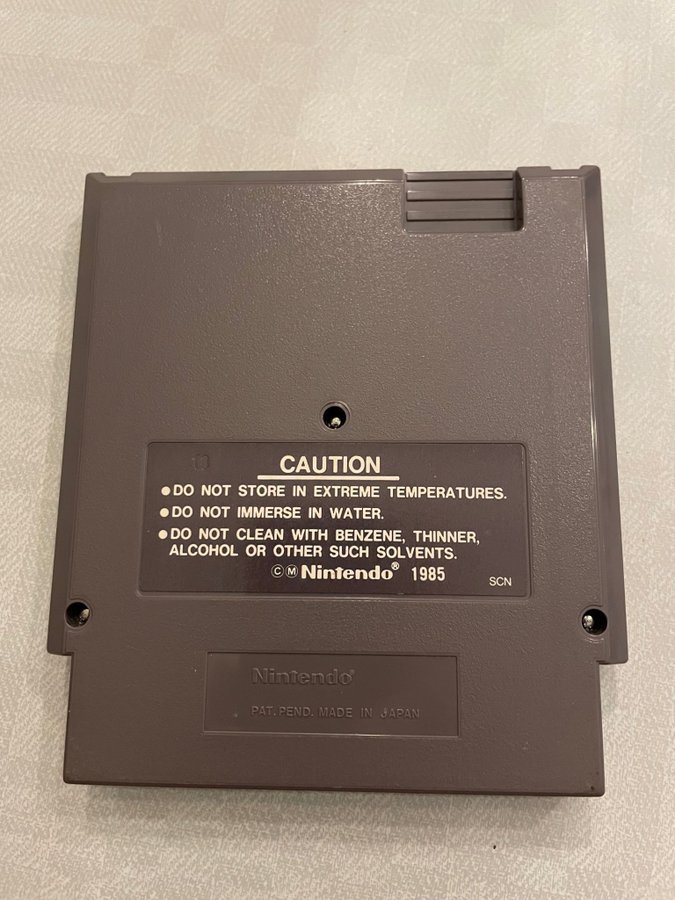 CAUTION
●DO NOT STORE IN EXTREME TEMPERATURES.
●DO NOT IMMERSE IN WATER.
●DO NOT CLEAN WITH BENZENE, THINNER,
ALCOHOL OR OTHER SUCH SOLVENTS.
©Ⓜ Nintendo® 1985 SCN
Nintendo®
PAT. PEND. MADE IN JAPAN